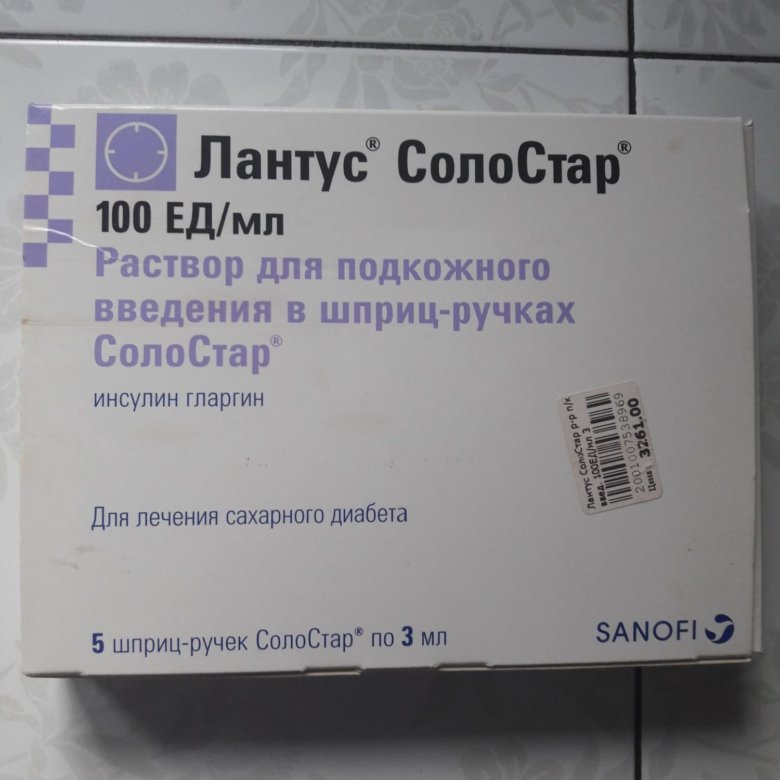 Лантус® СолоСтар®
100 ЕД/мл
Раствор для подкожного
введения в шприц-ручках
СолоСтар®
инсулин гларгин
Лантус СолоСтар р-р п/к
введ. 100ЕД/мл 3
2001007538969
Цена: 3261.00
Для лечения сахарного диабета
5 шприц-ручек СолоСтар® по 3 мл
SANOFI